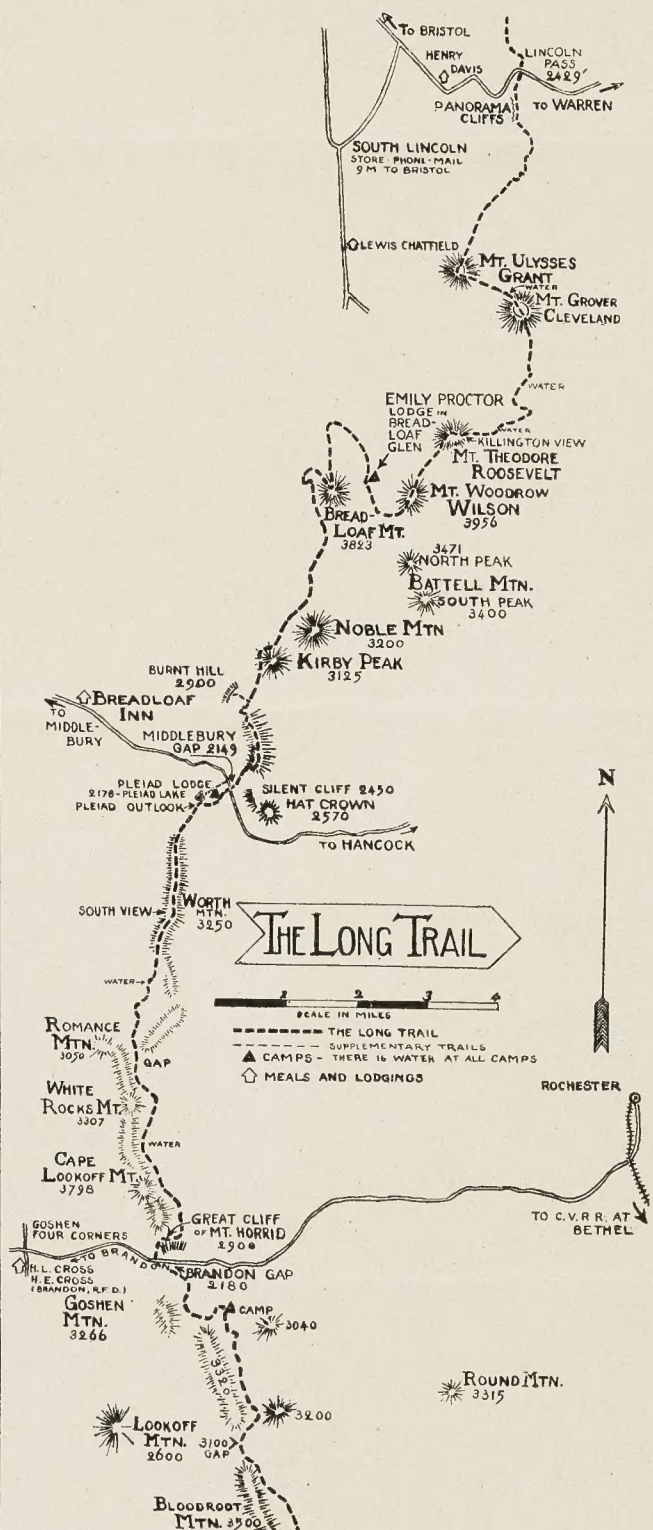 TO BRISTOL
HENRY
DAVIS
LINCOLN
PASS
2429'
PANORAMA
CLIFFS
TO WARREN
SOUTH LINCOLN
STORE - PHONE - MAIL
9 M TO BRISTOL
LEWIS CHATFIELD
MT. ULYSSES
GRANT
WATER
MT. GROVER
CLEVELAND
WATER
EMILY PROCTOR
LODGE IN
BREAD-
LOAF
GLEN
WATER
KILLINGTON VIEW
MT. THEODORE
ROOSEVELT
MT. WOODROW
WILSON
3956
BREAD-
LOAF MT.
3823
3471
NORTH PEAK
BATTELL MTN.
SOUTH PEAK
3400
NOBLE MTN
3200
KIRBY PEAK
3125
BURNT HILL
2900
BREADLOAF
INN
TO
MIDDLE-
BURY
MIDDLEBURY
GAP 2149
PLEIAD LODGE
2178-PLEIAD LAKE
PLEIAD OUTLOOK
SILENT CLIFF 2450
HAT CROWN
2570
TO HANCOCK
N
SOUTH VIEW
WORTH
MTN.
3250
THE LONG TRAIL
WATER
1 2 3 4
SCALE IN MILES
THE LONG TRAIL
SUPPLEMENTARY TRAILS
CAMPS - THERE IS WATER AT ALL CAMPS
MEALS AND LODGINGS
ROMANCE
MTN.
3050
GAP
WHITE
ROCKS MT.
3307
WATER
ROCHESTER
CAPE
LOOKOFF MT.
3798
GREAT CLIFF
OF MT. HORRID
2900
TO C.V.R.R. AT
BETHEL
GOSHEN
FOUR CORNERS
TO BRANDON
H.L. CROSS
H.E. CROSS
(BRANDON, R.F.D.)
BRANDON GAP
2180
GOSHEN
MTN.
3266
CAMP
3040
3320
ROUND MTN.
3315
3200
LOOKOFF
MTN.
2600
3100
GAP
BLOODROOT
MTN. 3500